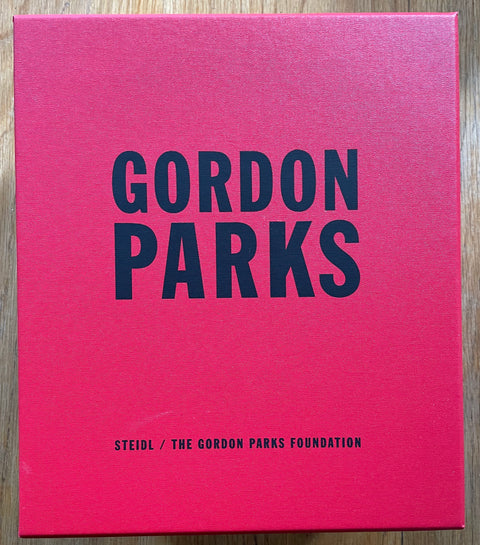 GORDON
PARKS
STEIDL / THE GORDON PARKS FOUNDATION